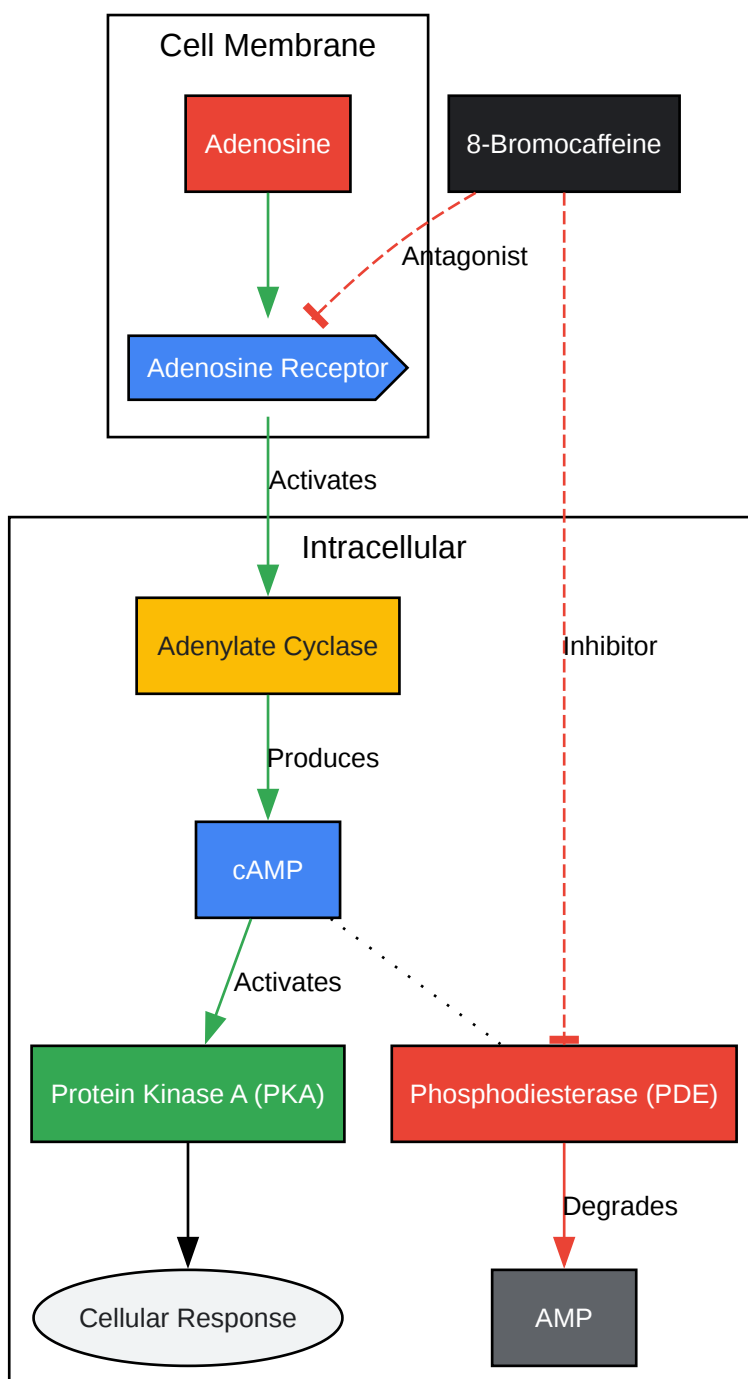 Cell Membrane
Adenosine
8-Bromocaffeine
Antagonist
Adenosine Receptor
Activates
Intracellular
Adenylate Cyclase
Inhibitor
Produces
cAMP
Activates
Protein Kinase A (PKA)
Phosphodiesterase (PDE)
Degrades
Cellular Response
AMP